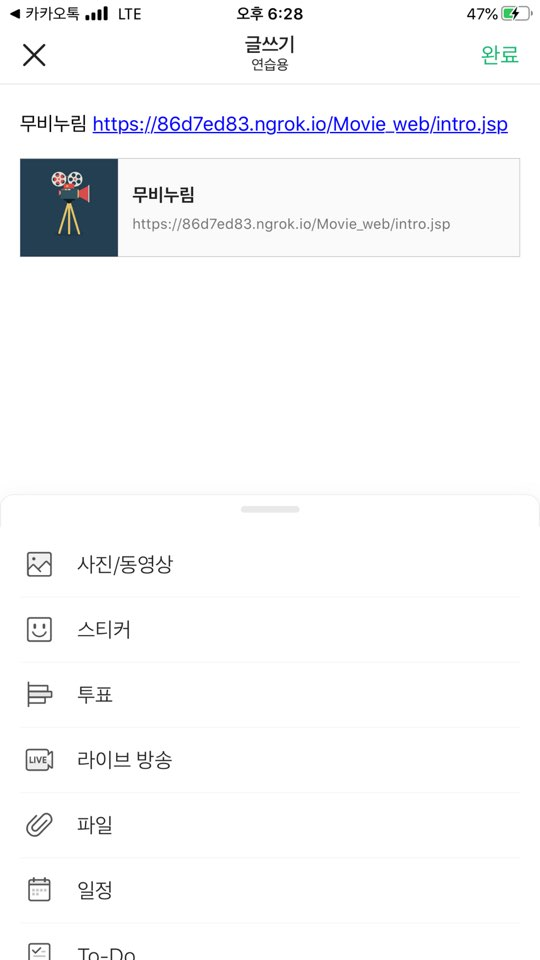 ◀ 카카오톡 LTE 오후 6:28 47%
글쓰기
연습용
완료
무비누림 https://86d7ed83.ngrok.io/Movie_web/intro.jsp
무비누림
https://86d7ed83.ngrok.io/Movie_web/intro.jsp
사진/동영상
스티커
투표
LIVE 라이브 방송
파일
일정
To-Do